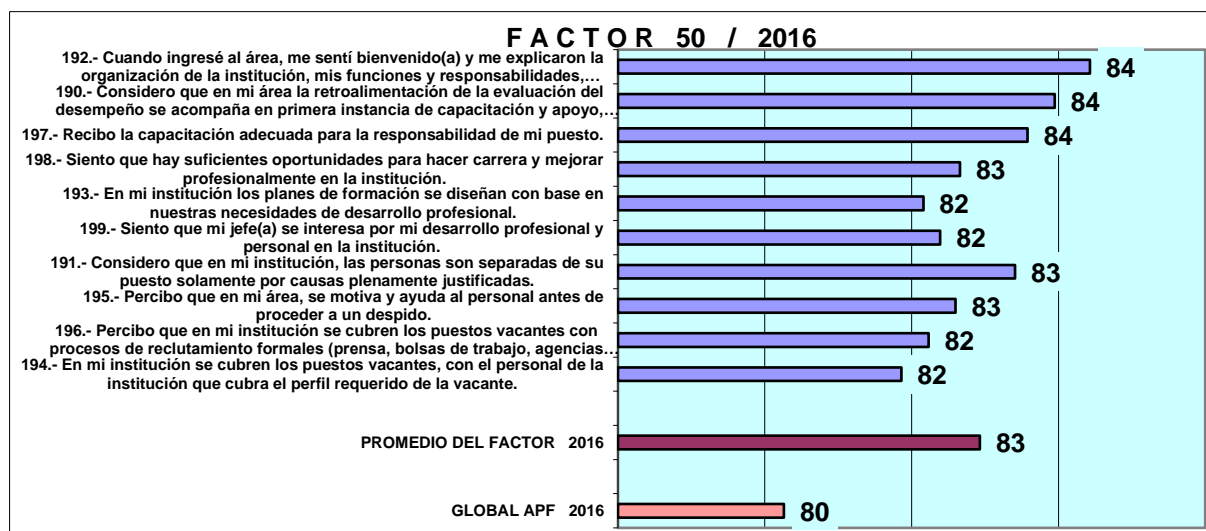 F A C T O R 50 / 2016
192.- Cuando ingresé al área, me sentí bienvenido(a) y me explicaron la
organización de la institución, mis funciones y responsabilidades,...
84
190.- Considero que en mi área la retroalimentación de la evaluación del
desempeño se acompaña en primera instancia de capacitación y apoyo,...
84
197.- Recibo la capacitación adecuada para la responsabilidad de mi puesto.
84
198.- Siento que hay suficientes oportunidades para hacer carrera y mejorar
profesionalmente en la institución.
83
193.- En mi institución los planes de formación se diseñan con base en
nuestras necesidades de desarrollo profesional.
82
199.- Siento que mi jefe(a) se interesa por mi desarrollo profesional y
personal en la institución.
82
191.- Considero que en mi institución, las personas son separadas de su
puesto solamente por causas plenamente justificadas.
83
195.- Percibo que en mi área, se motiva y ayuda al personal antes de
proceder a un despido.
83
196.- Percibo que en mi institución se cubren los puestos vacantes con
procesos de reclutamiento formales (prensa, bolsas de trabajo, agencias...
82
194.- En mi institución se cubren los puestos vacantes, con el personal de la
institución que cubra el perfil requerido de la vacante.
82
PROMEDIO DEL FACTOR 2016
83
GLOBAL APF 2016
80